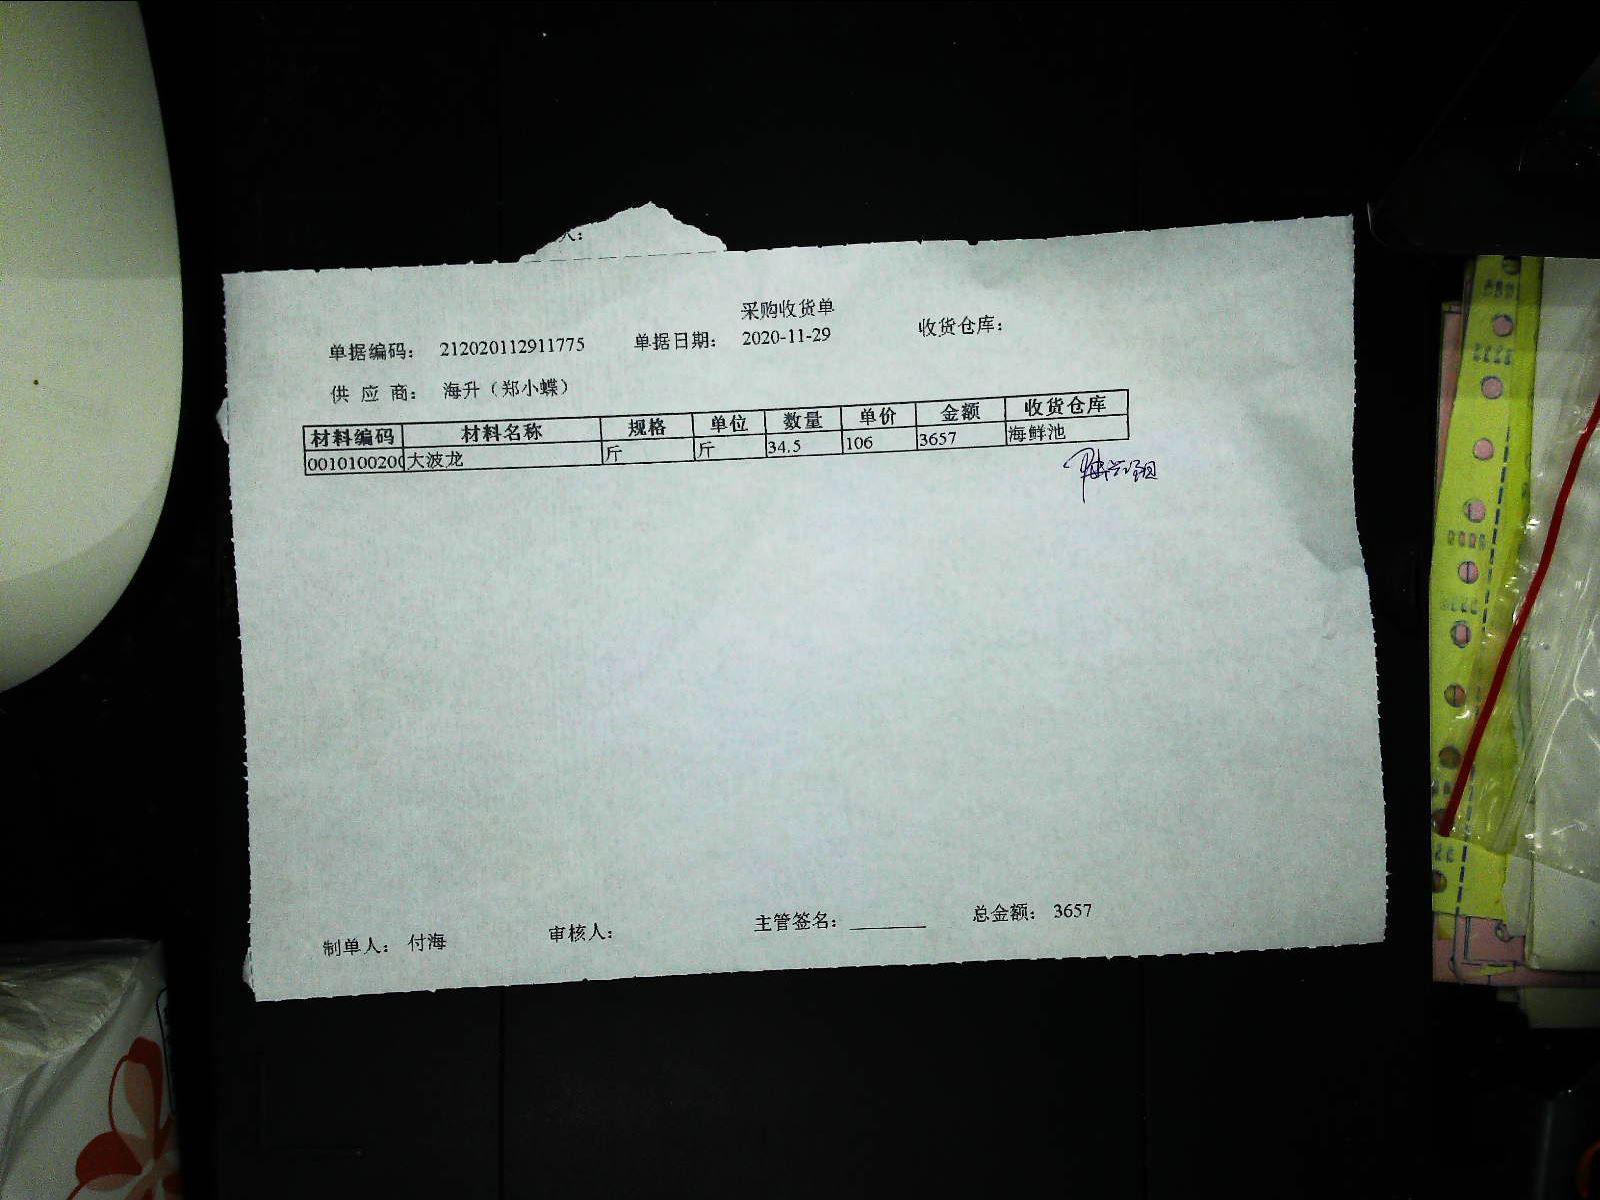 人：
采购收货单
单据编码： 212020112911775 单据日期： 2020-11-29 收货仓库：
供 应 商： 海升（郑小蝶）
材料编码 材料名称 规格 单位 数量 单价 金额 收货仓库
0010100200 大波龙 斤 斤 34.5 106 3657 海鲜池
制单人： 付海 审核人： 主管签名： 总金额： 3657